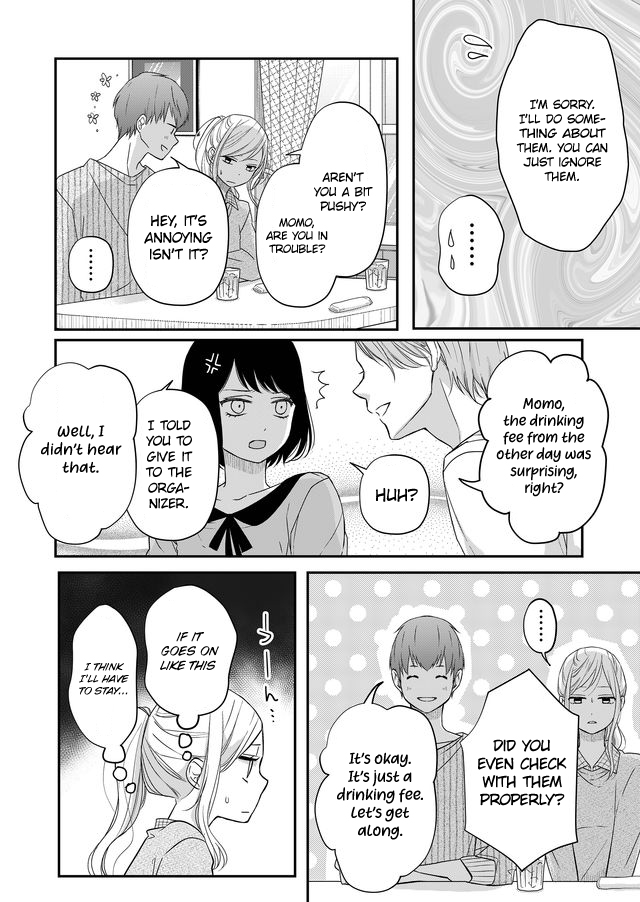 I'M SORRY.
I'LL DO SOME-
THING ABOUT
THEM. YOU CAN
JUST IGNORE
THEM.
......
AREN'T
YOU A BIT
PUSHY?
MOMO,
ARE YOU IN
TROUBLE?
HEY, IT'S
ANNOYING
ISN'T IT?
......
Momo,
the drinking
fee from the
other day was
surprising,
right?
HUH?
I TOLD
YOU TO
GIVE IT
TO THE
ORGA-
NIZER.
Well, I
didn't hear
that.
......
DID YOU
EVEN CHECK
WITH THEM
PROPERLY?
It's okay.
It's just a
drinking fee.
Let's get
along.
うーーん...
IF IT
GOES ON
LIKE THIS
I THINK
I'LL HAVE
TO STAY...